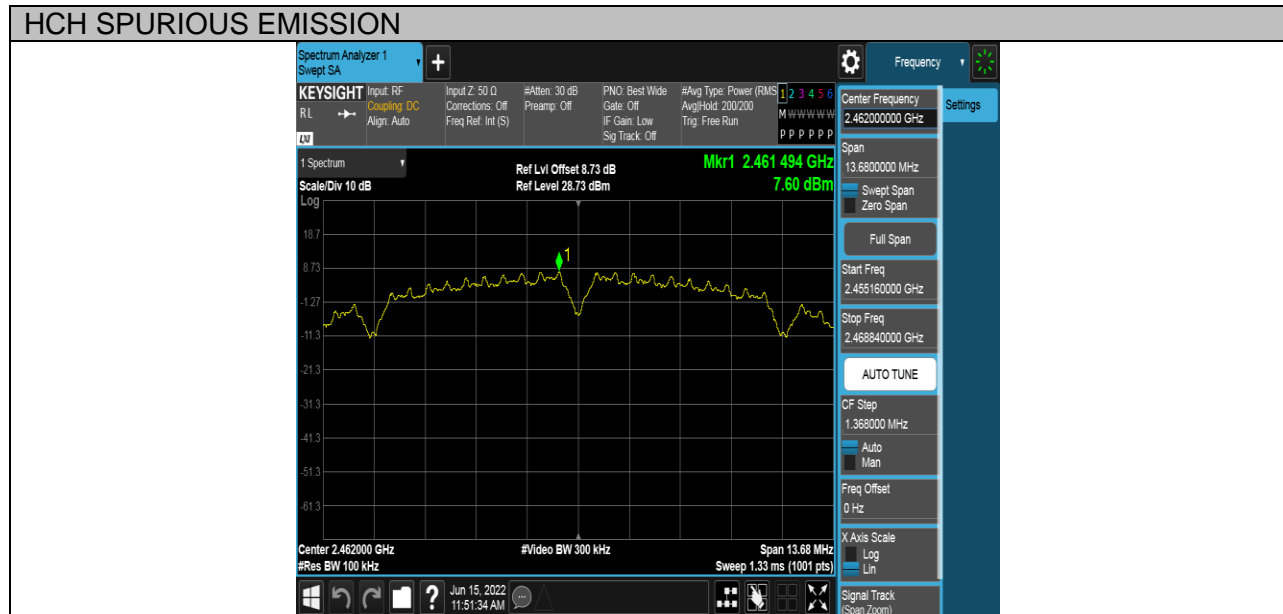 HCH SPURIOUS EMISSION
Spectrum Analyzer 1
Swept SA
+
Frequency
KEYSIGHT
RL
LXI
Input: RF
Coupling: DC
Align: Auto
Input Z: 50 Ω
Corrections: Off
Freq Ref: Int (S)
#Atten: 30 dB
Preamp: Off
PNO: Best Wide
Gate: Off
IF Gain: Low
Sig Track: Off
#Avg Type: Power (RMS
Avg|Hold: 200/200
Trig: Free Run
1 2 3 4 5 6
M W W W W W
P P P P P P
1 Spectrum
Scale/Div 10 dB
Log
Ref Lvl Offset 8.73 dB
Ref Level 28.73 dBm
Mkr1 2.461 494 GHz
7.60 dBm
18.7
8.73
-1.27
-11.3
-21.3
-31.3
-41.3
-51.3
-61.3
1
Center 2.462000 GHz
#Res BW 100 kHz
#Video BW 300 kHz
Span 13.68 MHz
Sweep 1.33 ms (1001 pts)
?
Jun 15, 2022
11:51:34 AM
Center Frequency
2.462000000 GHz
Settings
Span
13.6800000 MHz
Swept Span
Zero Span
Full Span
Start Freq
2.455160000 GHz
Stop Freq
2.468840000 GHz
AUTO TUNE
CF Step
1.368000 MHz
Auto
Man
Freq Offset
0 Hz
X Axis Scale
Log
Lin
Signal Track
(Span Zoom)